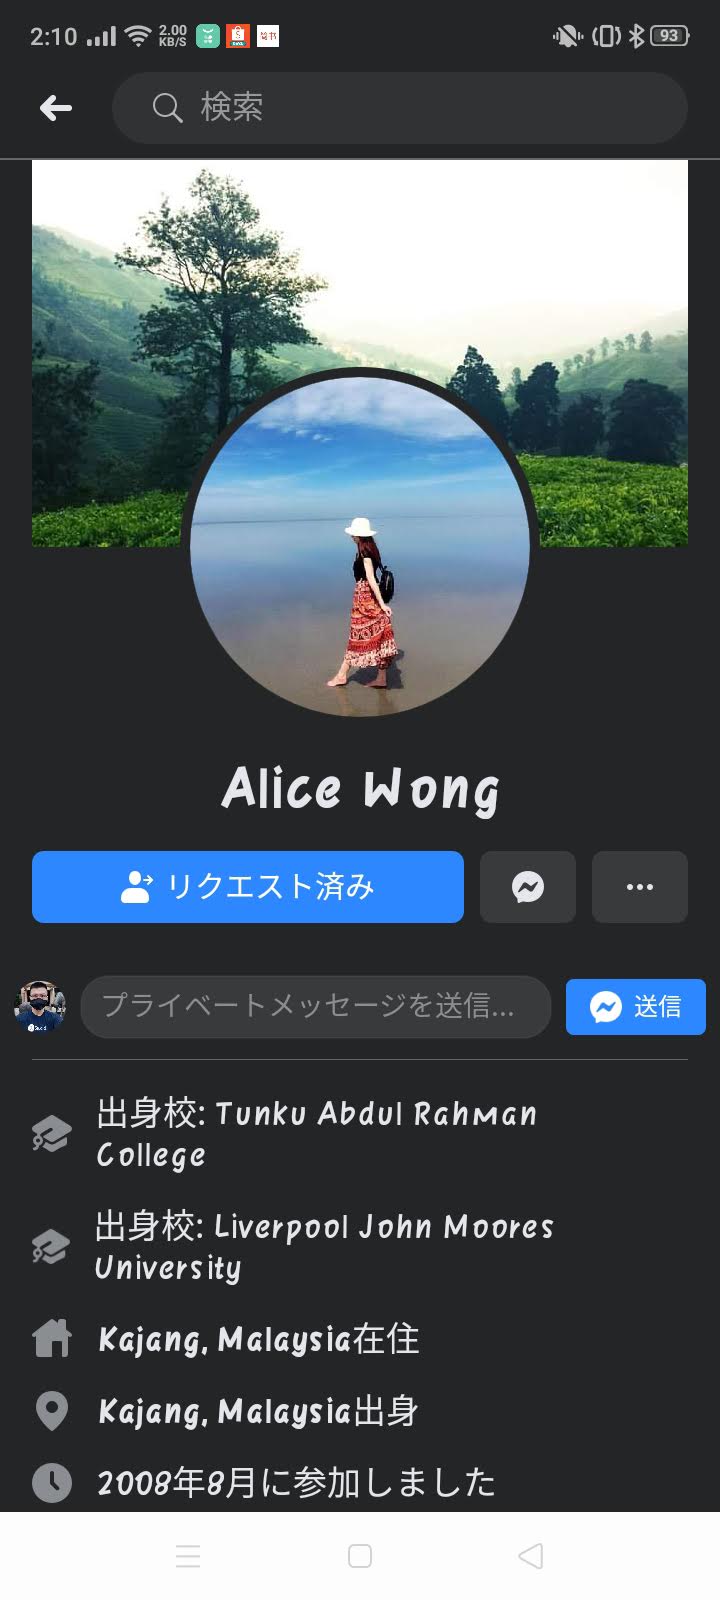 2:10
2.00
KB/S
93
検索
Alice Wong
リクエスト済み
プライベートメッセージを送信...
送信
出身校: Tunku Abdul Rahman
College
出身校: Liverpool John Moores
University
Kajang, Malaysia在住
Kajang, Malaysia出身
2008年8月に参加しました